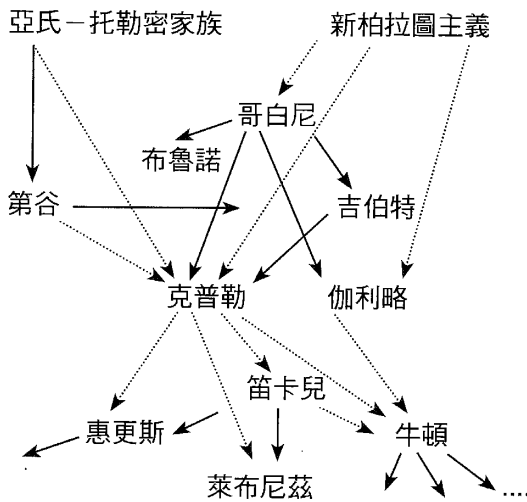 亞氏－托勒密家族
新柏拉圖主義
哥白尼
布魯諾
第谷
吉伯特
克普勒
伽利略
笛卡兒
惠更斯
牛頓
萊布尼茲
....